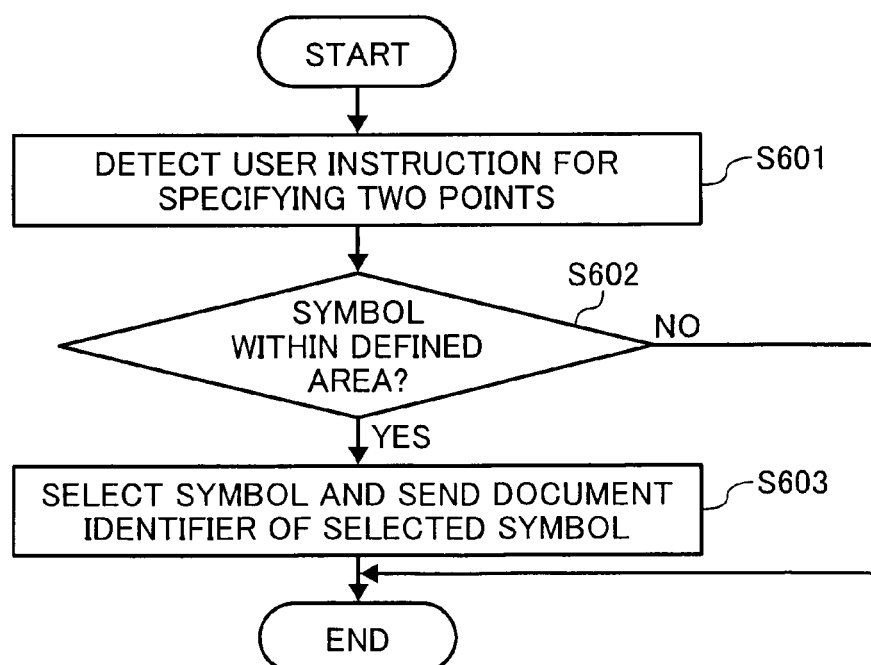 START
DETECT USER INSTRUCTION FOR
SPECIFYING TWO POINTS
S601
S602
SYMBOL
WITHIN DEFINED
AREA?
NO
YES
SELECT SYMBOL AND SEND DOCUMENT
IDENTIFIER OF SELECTED SYMBOL
S603
END